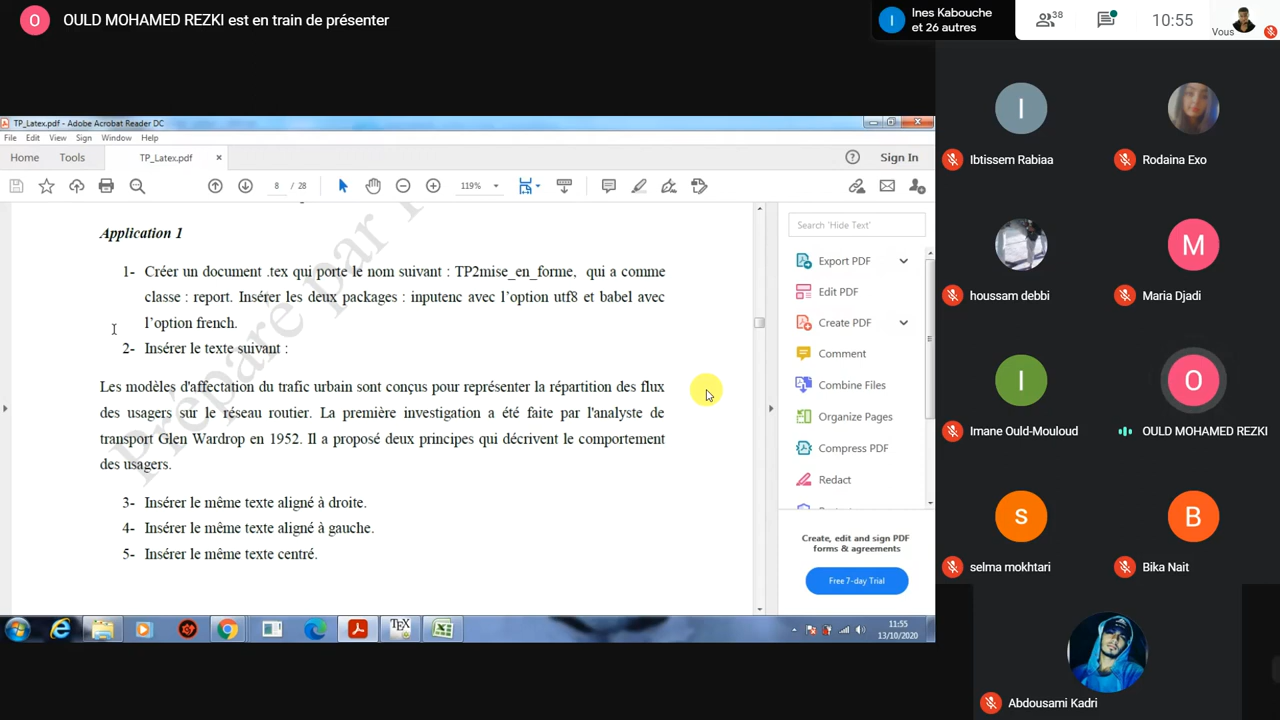 O OULD MOHAMED REZKI est en train de présenter
I Ines Kabouche
et 26 autres
38
10:55
Vous
TP_Latex.pdf - Adobe Acrobat Reader DC
File Edit View Sign Window Help
Home Tools TP_Latex.pdf × Sign In
8 / 28 119%
Application 1
1- Créer un document .tex qui porte le nom suivant : TP2mise_en_forme, qui a comme
classe : report. Insérer les deux packages : inputenc avec l’option utf8 et babel avec
l’option french.
2- Insérer le texte suivant :
Les modèles d'affectation du trafic urbain sont conçus pour représenter la répartition des flux
des usagers sur le réseau routier. La première investigation a été faite par l'analyste de
transport Glen Wardrop en 1952. Il a proposé deux principes qui décrivent le comportement
des usagers.
3- Insérer le même texte aligné à droite.
4- Insérer le même texte aligné à gauche.
5- Insérer le même texte centré.
Préparé par
Search 'Hide Text'
Export PDF
Edit PDF
Create PDF
Comment
Combine Files
Organize Pages
Compress PDF
Redact
Create, edit and sign PDF
forms & agreements
Free 7-day Trial
TEX
11:55
13/10/2020
I
Ibtissem Rabiaa
Rodaina Exo
houssam debbi
M
Maria Djadi
I
Imane Ould-Mouloud
O
OULD MOHAMED REZKI
s
selma mokhtari
B
Bika Nait
Abdousami Kadri